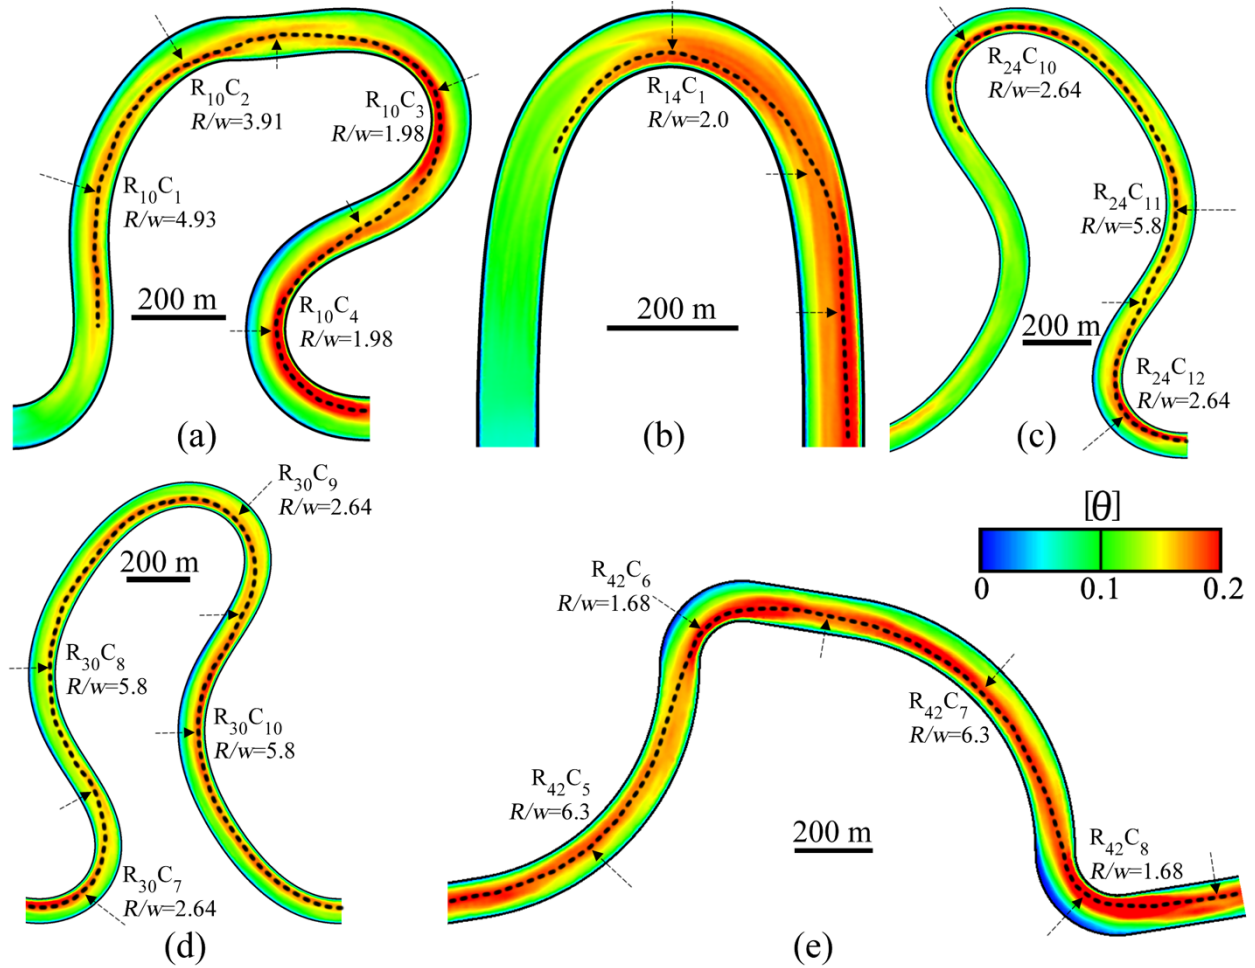 R10C2
R/w=3.91
R10C3
R/w=1.98
R10C1
R/w=4.93
200 m
R10C4
R/w=1.98
(a)
R14C1
R/w=2.0
200 m
(b)
R24C10
R/w=2.64
R24C11
R/w=5.8
200 m
R24C12
R/w=2.64
(c)
R30C9
R/w=2.64
200 m
R30C8
R/w=5.8
R30C10
R/w=5.8
R30C7
R/w=2.64
(d)
[θ]
0 0.1 0.2
R42C6
R/w=1.68
R42C7
R/w=6.3
R42C5
R/w=6.3
200 m
R42C8
R/w=1.68
(e)